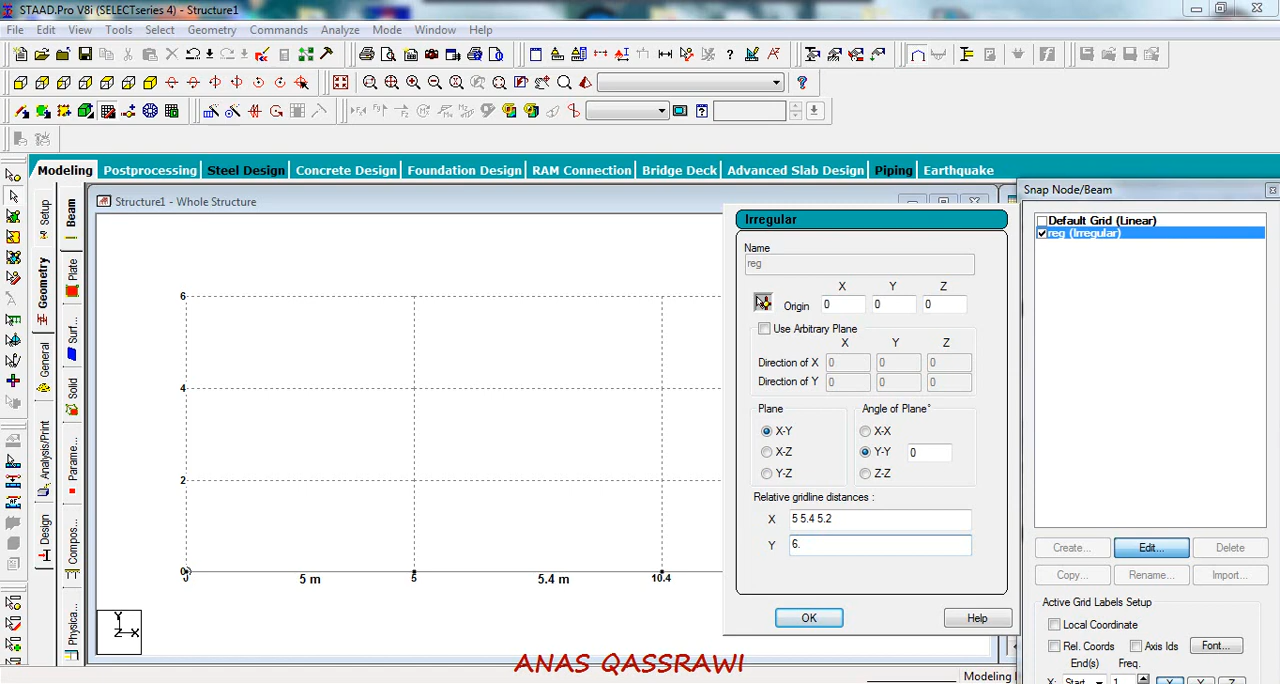 STAAD.Pro V8i (SELECTseries 4) - Structure1
File Edit View Tools Select Geometry Commands Analyze Mode Window Help
Modeling Postprocessing Steel Design Concrete Design Foundation Design RAM Connection Bridge Deck Advanced Slab Design Piping Earthquake
Setup
Geometry
General
Analysis/Print
Design
Beam
Plate
Surf...
Solid
Parame...
Compos...
Physica...
Structure1 - Whole Structure
6
4
2
0
5 m
5
5.4 m
10.4
Y
Z X
Irregular
Name
reg
X Y Z
Origin 0 0 0
Use Arbitrary Plane
X Y Z
Direction of X 0 0 0
Direction of Y 0 0 0
Plane
X-Y
X-Z
Y-Z
Angle of Plane°
X-X
Y-Y 0
Z-Z
Relative gridline distances :
X 5 5.4 5.2
Y 6.
OK Help
Snap Node/Beam
Default Grid (Linear)
reg (Irregular)
Create... Edit... Delete
Copy... Rename... Import...
Active Grid Labels Setup
Local Coordinate
Rel. Coords Axis Ids Font...
End(s) Freq.
X: Start 1 X Y Z
ANAS QASSRAWI
Modeling